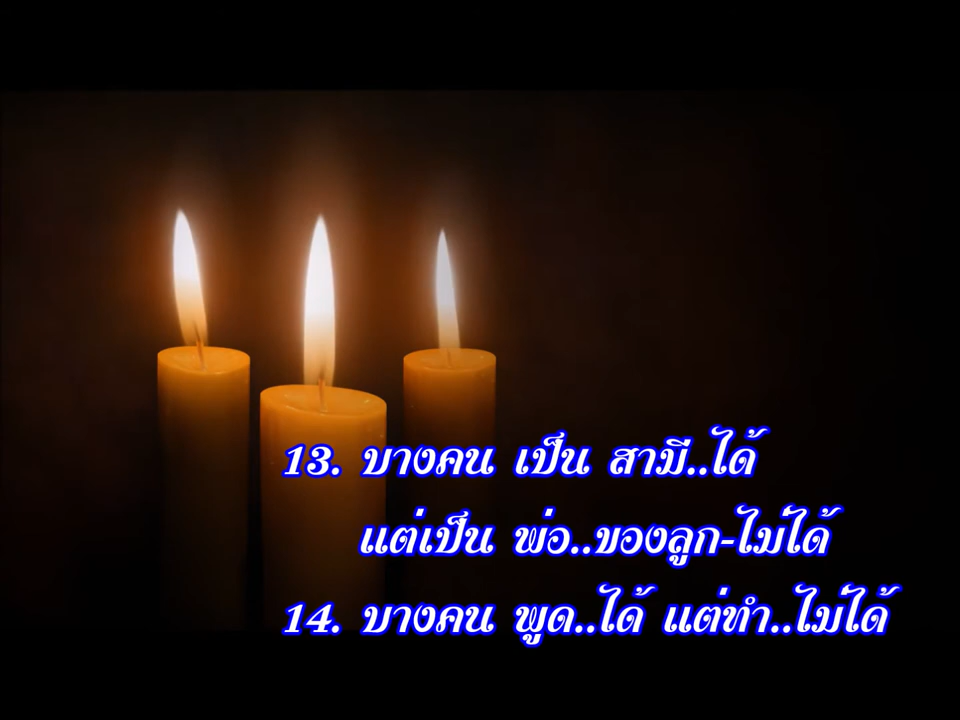 13. บางคน เป็น สามี..ได้
แต่เป็น พ่อ..ของลูก-ไม่ได้
14. บางคน พูด..ได้ แต่ทำ..ไม่ได้